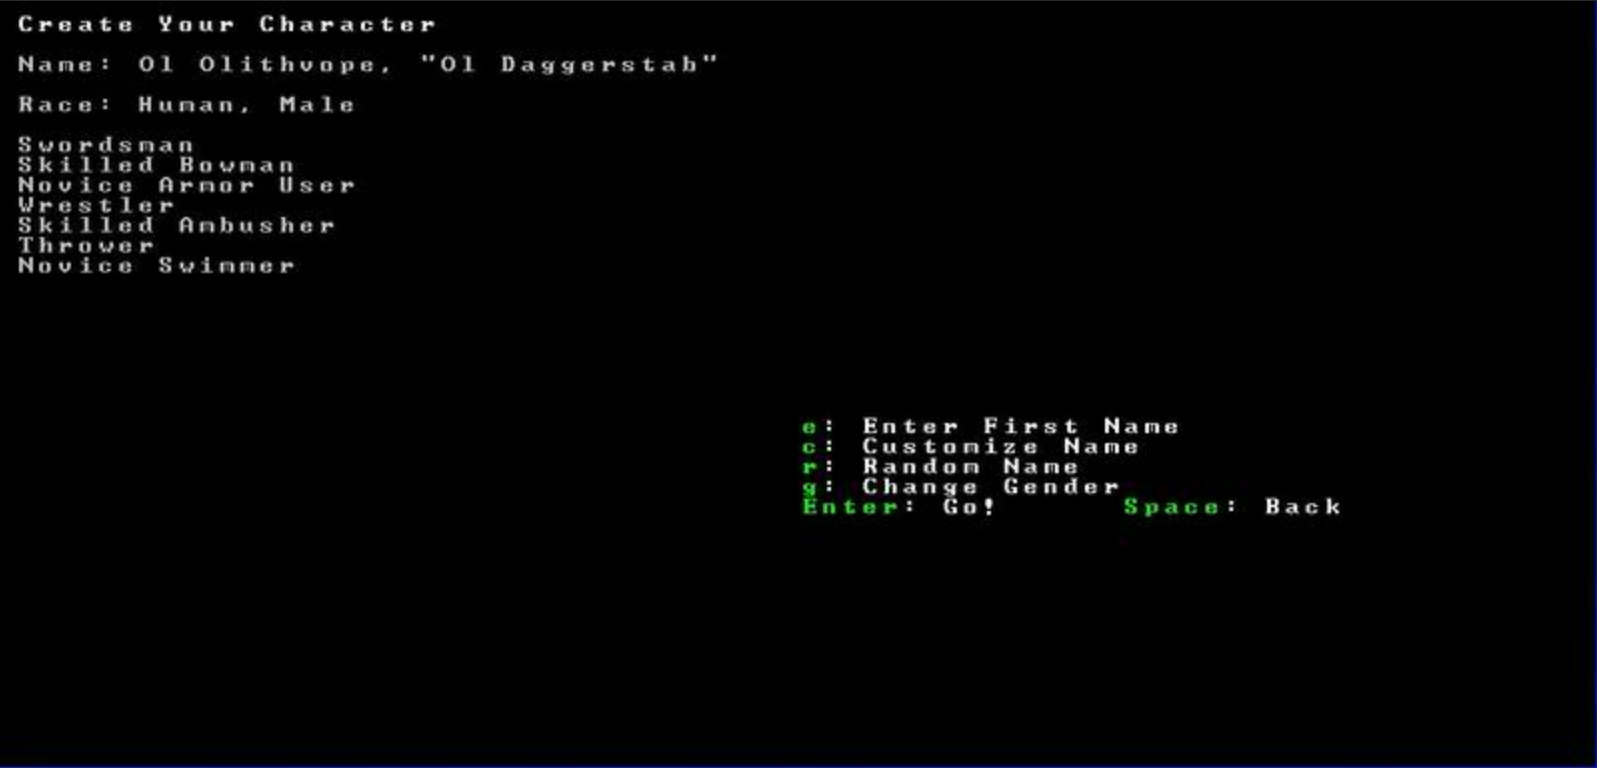 Create Your Character
Name: Ol Olithvope, "Ol Daggerstab"
Race: Human, Male
Swordsman
Skilled Bowman
Novice Armor User
Wrestler
Skilled Ambusher
Thrower
Novice Swimmer
e: Enter First Name
c: Customize Name
r: Random Name
g: Change Gender
Enter: Go! Space: Back